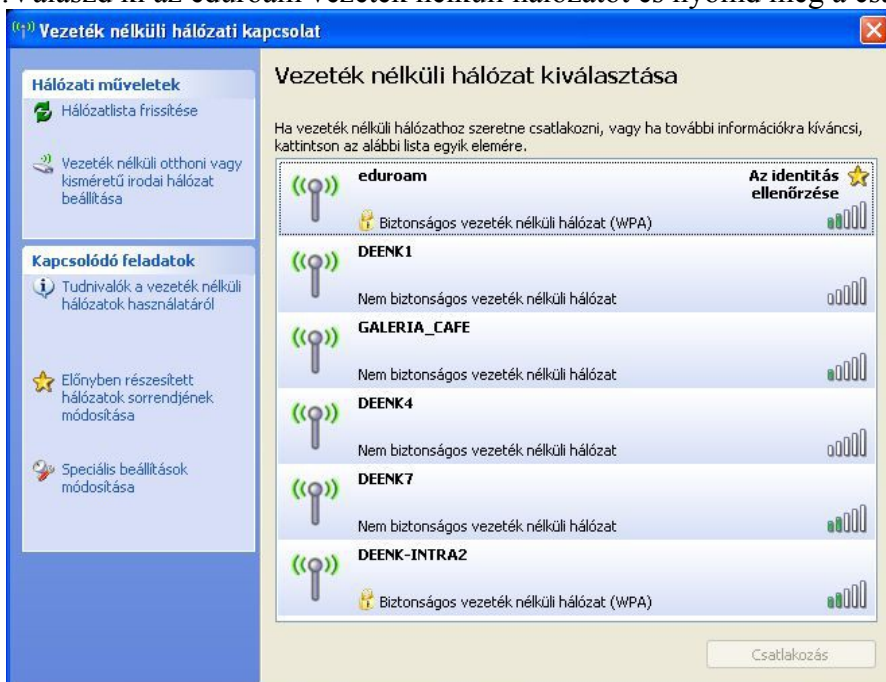 Vezeték nélküli hálózati kapcsolat
Hálózati műveletek
Hálózatlista frissítése
Vezeték nélküli otthoni vagy
kisméretű irodai hálózat
beállítása
Kapcsolódó feladatok
Tudnivalók a vezeték nélküli
hálózatok használatáról
Előnyben részesített
hálózatok sorrendjének
módosítása
Speciális beállítások
módosítása
Vezeték nélküli hálózat kiválasztása
Ha vezeték nélküli hálózathoz szeretne csatlakozni, vagy ha további információkra kíváncsi,
kattintson az alábbi lista egyik elemére.
eduroam
Az identitás
ellenőrzése
Biztonságos vezeték nélküli hálózat (WPA)
DEENK1
Nem biztonságos vezeték nélküli hálózat
GALERIA_CAFE
Nem biztonságos vezeték nélküli hálózat
DEENK4
Nem biztonságos vezeték nélküli hálózat
DEENK7
Nem biztonságos vezeték nélküli hálózat
DEENK-INTRA2
Biztonságos vezeték nélküli hálózat (WPA)
Csatlakozás